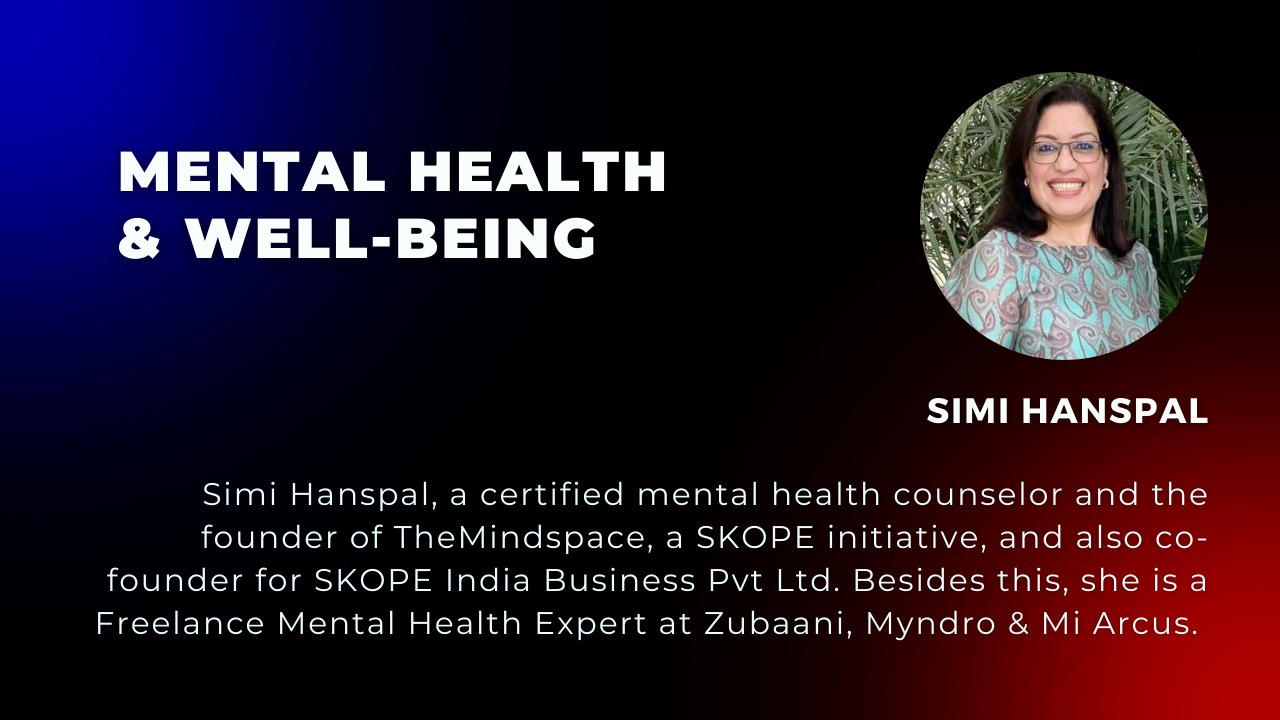 MENTAL HEALTH
& WELL-BEING
SIMI HANSPAL
Simi Hanspal, a certified mental health counselor and the
founder of TheMindspace, a SKOPE initiative, and also co-
founder for SKOPE India Business Pvt Ltd. Besides this, she is a
Freelance Mental Health Expert at Zubaani, Myndro & Mi Arcus.